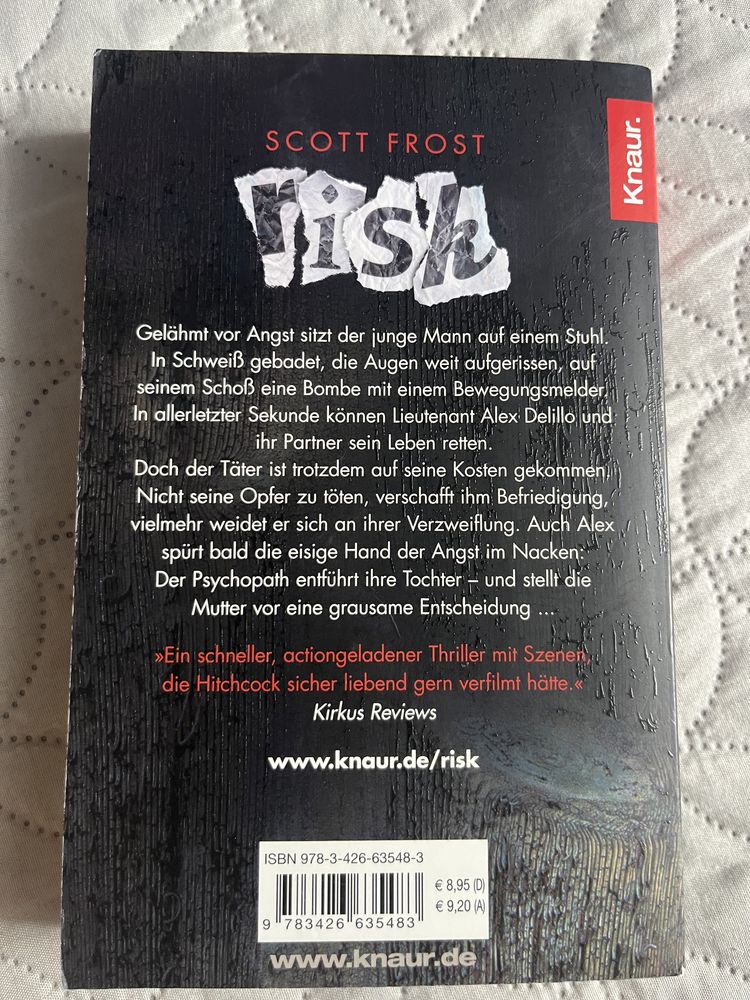 Knaur.
SCOTT FROST
risk
Gelähmt vor Angst sitzt der junge Mann auf einem Stuhl.
In Schweiß gebadet, die Augen weit aufgerissen, auf
seinem Schoß eine Bombe mit einem Bewegungsmelder.
In allerletzter Sekunde können Lieutenant Alex Delillo und
ihr Partner sein Leben retten.
Doch der Täter ist trotzdem auf seine Kosten gekommen.
Nicht seine Opfer zu töten, verschafft ihm Befriedigung,
vielmehr weidet er sich an ihrer Verzweiflung. Auch Alex
spürt bald die eisige Hand der Angst im Nacken:
Der Psychopath entführt ihre Tochter – und stellt die
Mutter vor eine grausame Entscheidung ...
»Ein schneller, actiongeladener Thriller mit Szenen,
die Hitchcock sicher liebend gern verfilmt hätte.«
Kirkus Reviews
www.knaur.de/risk
ISBN 978-3-426-63548-3
€ 8,95 (D)
€ 9,20 (A)
9 783426 635483
www.knaur.de